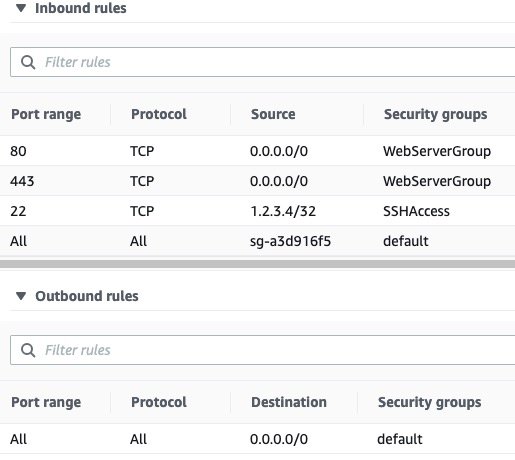 Inbound rules
Filter rules
Port range Protocol Source Security groups
80 TCP 0.0.0.0/0 WebServerGroup
443 TCP 0.0.0.0/0 WebServerGroup
22 TCP 1.2.3.4/32 SSHAccess
All All sg-a3d916f5 default
Outbound rules
Filter rules
Port range Protocol Destination Security groups
All All 0.0.0.0/0 default